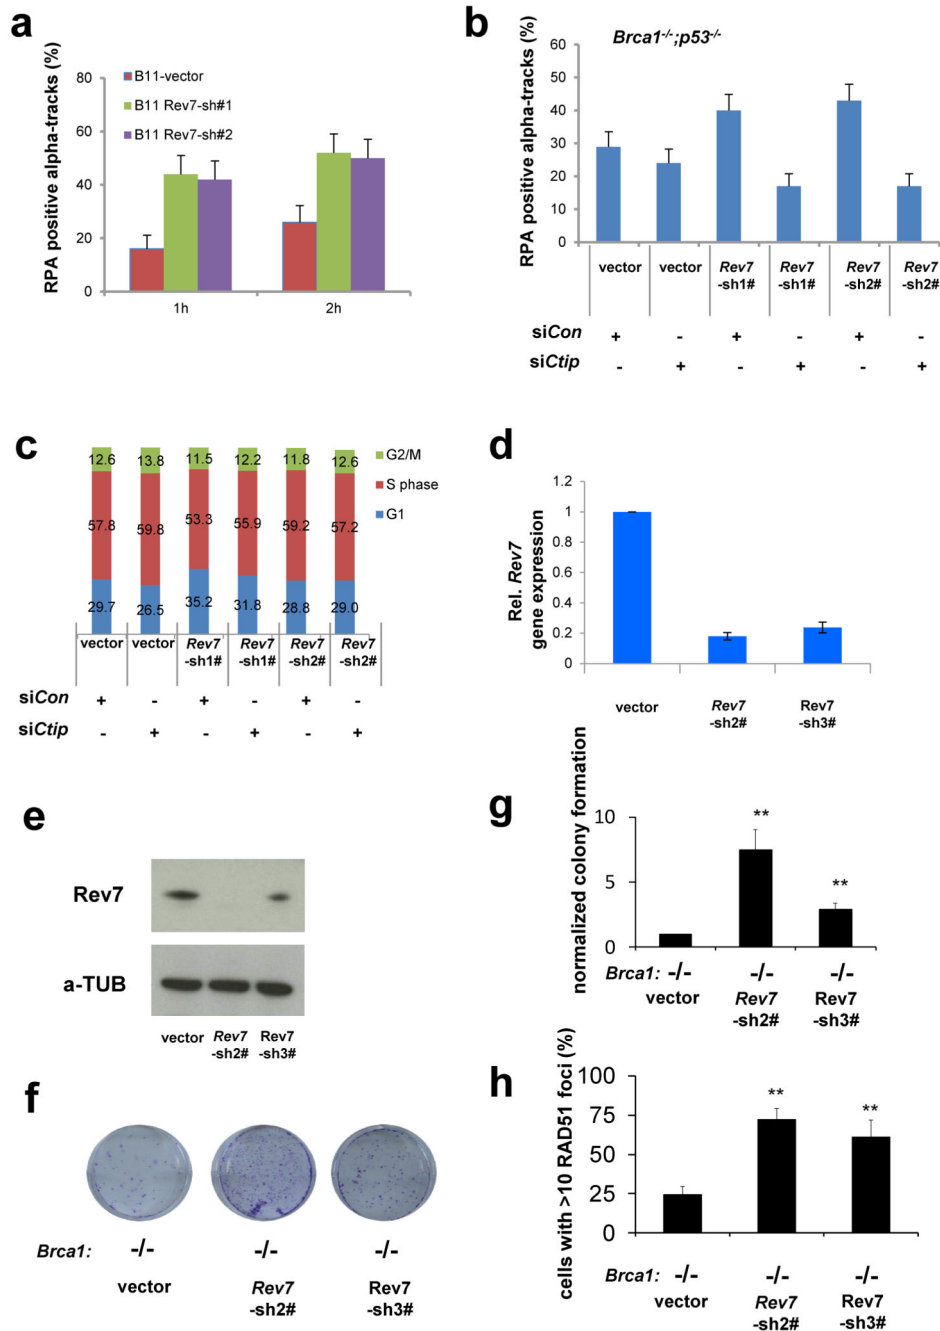 a
RPA positive alpha-tracks (%)
80
60
40
20
0
B11-vector
B11 Rev7-sh#1
B11 Rev7-sh#2
1h
2h
b
Brca1-/-;p53-/-
RPA positive alpha-tracks (%)
60
50
40
30
20
10
0
vector vector Rev7 Rev7 Rev7 Rev7
-sh1# -sh1# -sh2# -sh2#
siCon + - + - + -
siCtip - + - + - +
c
12.6 13.8 11.5 12.2 11.8 12.6
57.8 59.8 53.3 55.9 59.2 57.2
29.7 26.5 35.2 31.8 28.8 29.0
G2/M
S phase
G1
vector vector Rev7 Rev7 Rev7 Rev7
-sh1# -sh1# -sh2# -sh2#
siCon + - + - + -
siCtip - + - + - +
d
Rel. Rev7
gene expression
1.2
1
0.8
0.6
0.4
0.2
0
vector Rev7 Rev7
-sh2# -sh3#
e
Rev7
a-TUB
vector Rev7 Rev7
-sh2# -sh3#
f
Brca1: -/- -/- -/-
vector Rev7 Rev7
-sh2# -sh3#
g
normalized colony formation
10
5
0
** **
Brca1: -/- -/- -/-
vector Rev7 Rev7
-sh2# -sh3#
h
cells with >10 RAD51 foci (%)
100
75
50
25
0
** **
Brca1: -/- -/- -/-
vector Rev7 Rev7
-sh2# -sh3#